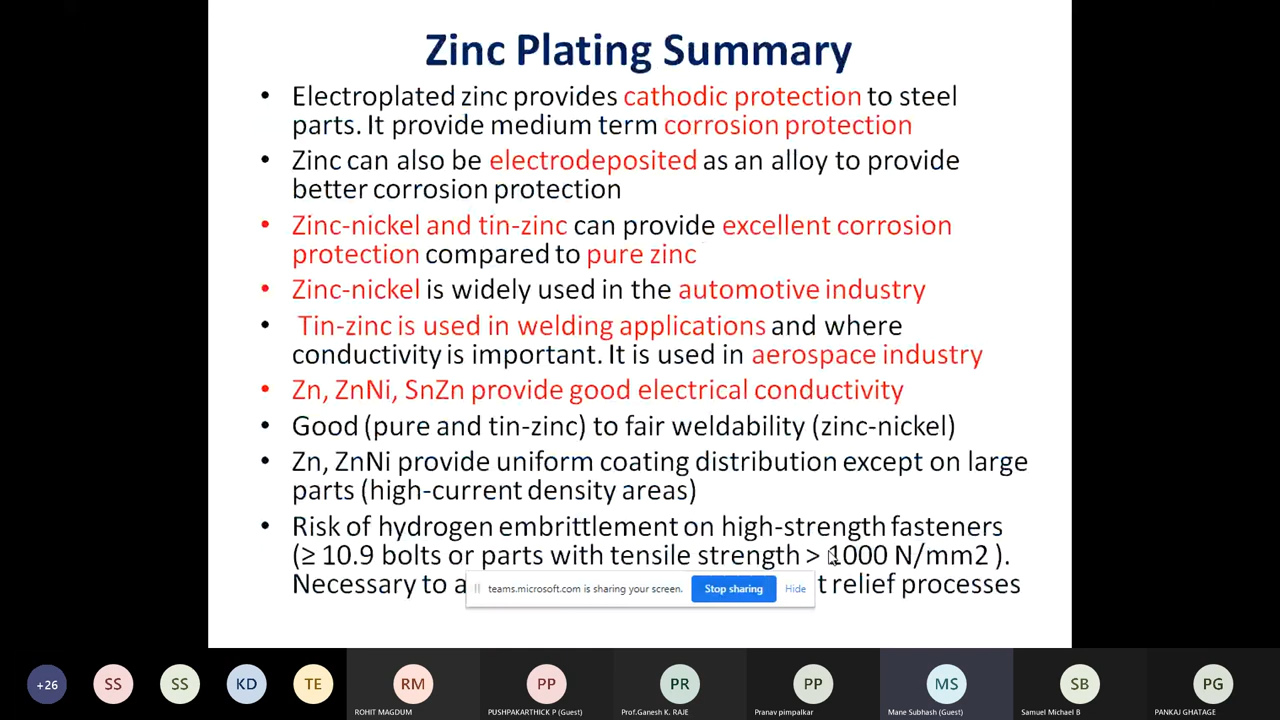 Zinc Plating Summary
• Electroplated zinc provides cathodic protection to steel
parts. It provide medium term corrosion protection
• Zinc can also be electrodeposited as an alloy to provide
better corrosion protection
• Zinc-nickel and tin-zinc can provide excellent corrosion
protection compared to pure zinc
• Zinc-nickel is widely used in the automotive industry
• Tin-zinc is used in welding applications and where
conductivity is important. It is used in aerospace industry
• Zn, ZnNi, SnZn provide good electrical conductivity
• Good (pure and tin-zinc) to fair weldability (zinc-nickel)
• Zn, ZnNi provide uniform coating distribution except on large
parts (high-current density areas)
• Risk of hydrogen embrittlement on high-strength fasteners
(≥ 10.9 bolts or parts with tensile strength > 1000 N/mm2 ).
Necessary to relief processes
teams.microsoft.com is sharing your screen. Stop sharing Hide
+26 SS SS KD TE RM PP PR PP MS SB PG
ROHIT MAGDUM PUSHPAKARTHICK P (Guest) Prof.Ganesh K. RAJE Pranav pimpalkar Mane Subhash (Guest) Samuel Michael B PANKAJ GHATAGE